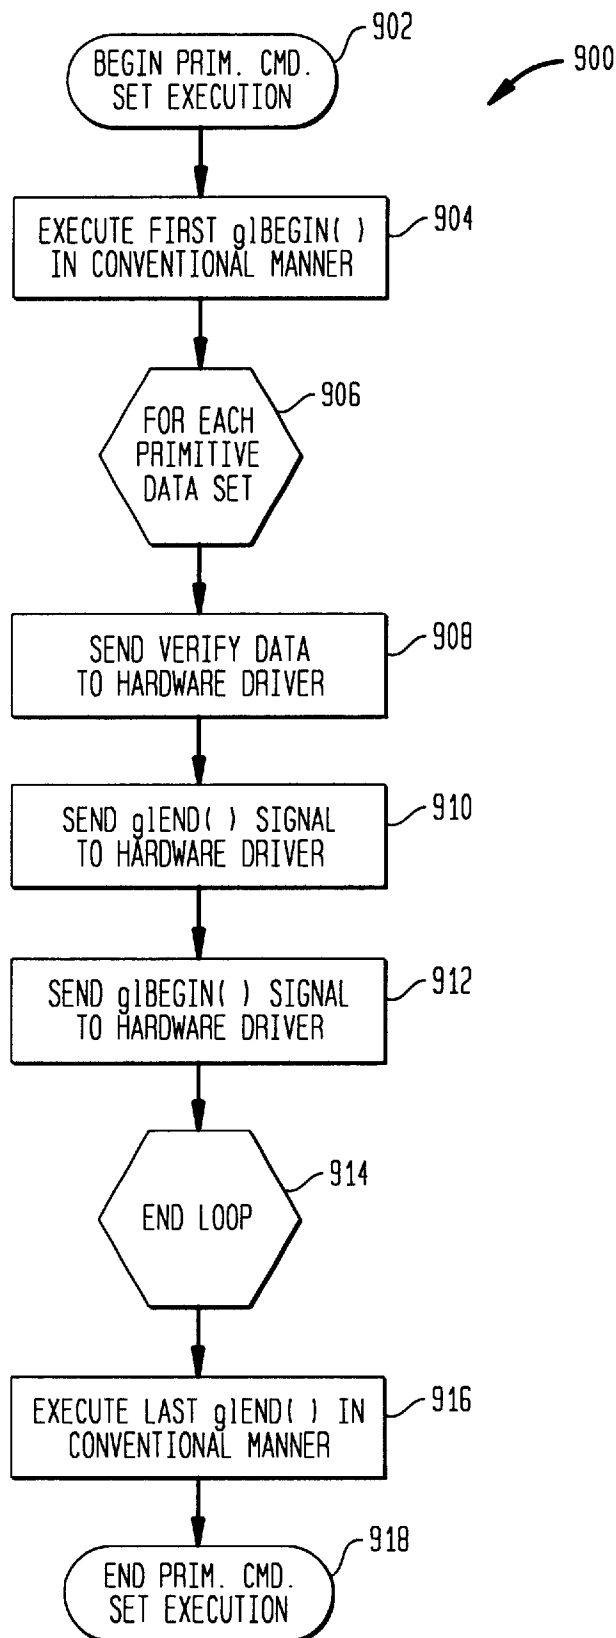 902
900
BEGIN PRIM. CMD.
SET EXECUTION
904
EXECUTE FIRST glBEGIN( )
IN CONVENTIONAL MANNER
906
FOR EACH
PRIMITIVE
DATA SET
908
SEND VERIFY DATA
TO HARDWARE DRIVER
910
SEND glEND( ) SIGNAL
TO HARDWARE DRIVER
912
SEND glBEGIN( ) SIGNAL
TO HARDWARE DRIVER
914
END LOOP
916
EXECUTE LAST glEND( ) IN
CONVENTIONAL MANNER
918
END PRIM. CMD.
SET EXECUTION